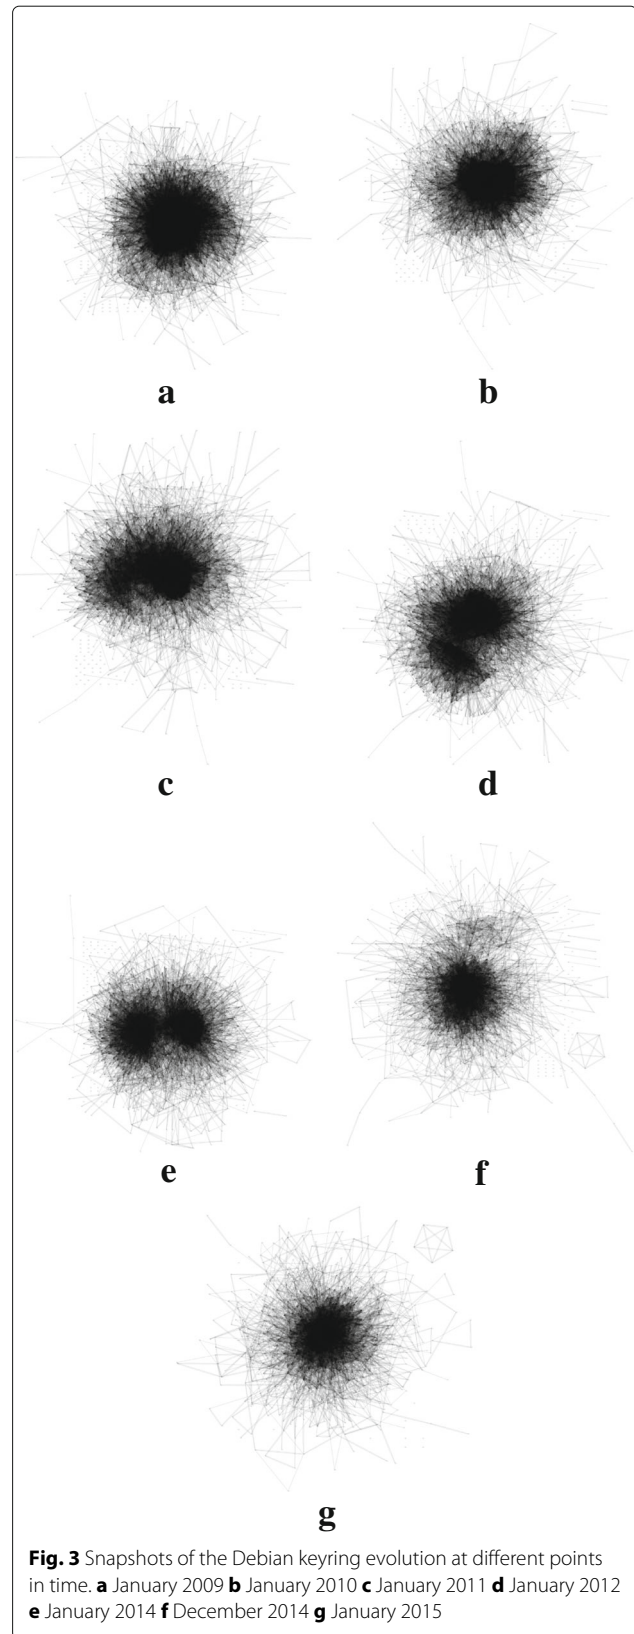 a
b
c
d
e
f
g
Fig. 3 Snapshots of the Debian keyring evolution at different points
in time. a January 2009 b January 2010 c January 2011 d January 2012
e January 2014 f December 2014 g January 2015